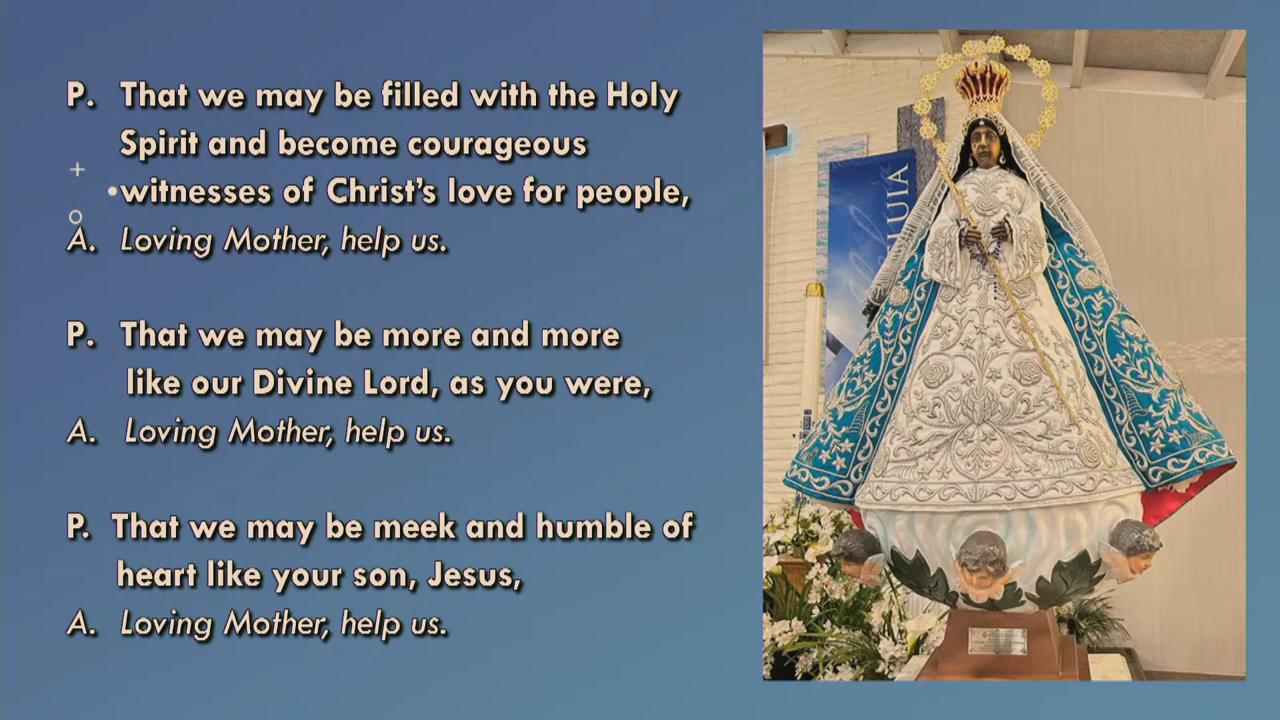 P. That we may be filled with the Holy
Spirit and become courageous
+
•witnesses of Christ's love for people,
o
A. Loving Mother, help us.
P. That we may be more and more
like our Divine Lord, as you were,
A. Loving Mother, help us.
P. That we may be meek and humble of
heart like your son, Jesus,
A. Loving Mother, help us.
LUIA